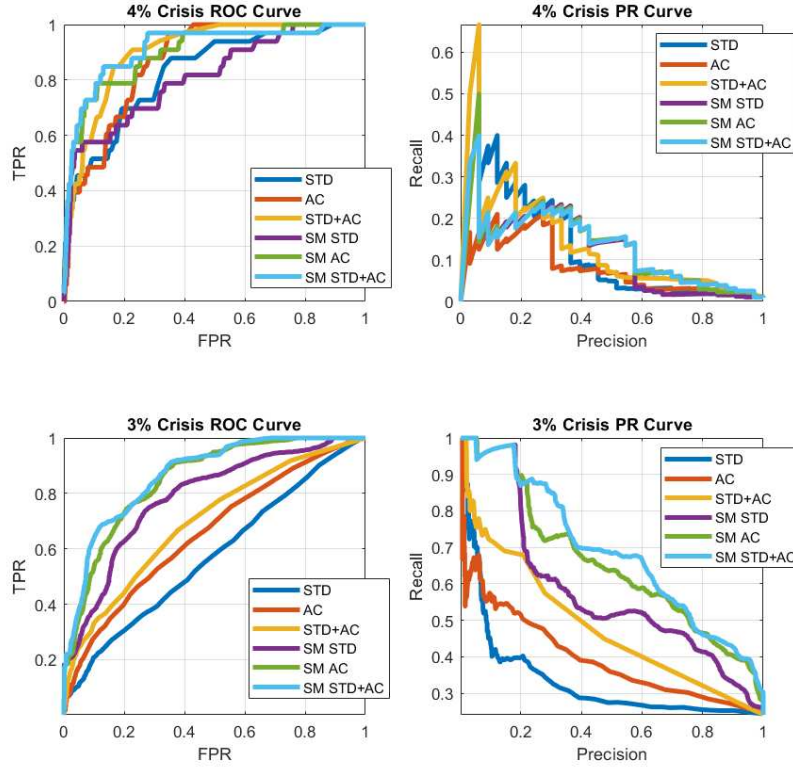 4% Crisis ROC Curve
TPR
1
0.8
0.6
0.4
0.2
0
0 0.2 0.4 0.6 0.8 1
FPR
STD
AC
STD+AC
SM STD
SM AC
SM STD+AC
4% Crisis PR Curve
Recall
0.8
0.7
0.6
0.5
0.4
0.3
0.2
0.1
0
0 0.2 0.4 0.6 0.8 1
Precision
STD
AC
STD+AC
SM STD
SM AC
SM STD+AC
3% Crisis ROC Curve
TPR
1
0.8
0.6
0.4
0.2
0 0.2 0.4 0.6 0.8 1
FPR
STD
AC
STD+AC
SM STD
SM AC
SM STD+AC
3% Crisis PR Curve
Recall
1
0.9
0.8
0.7
0.6
0.5
0.4
0.3
0 0.2 0.4 0.6 0.8 1
Precision
STD
AC
STD+AC
SM STD
SM AC
SM STD+AC